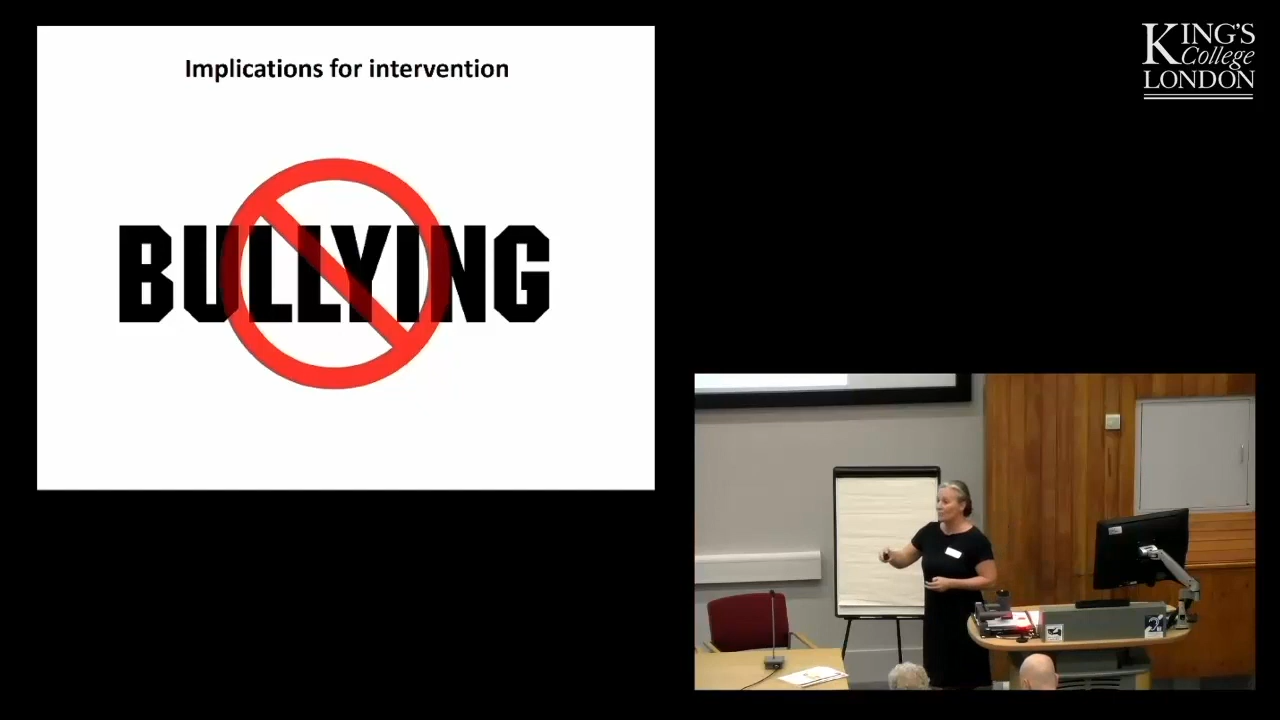 Implications for intervention
BULLYING
KING'S
College
LONDON